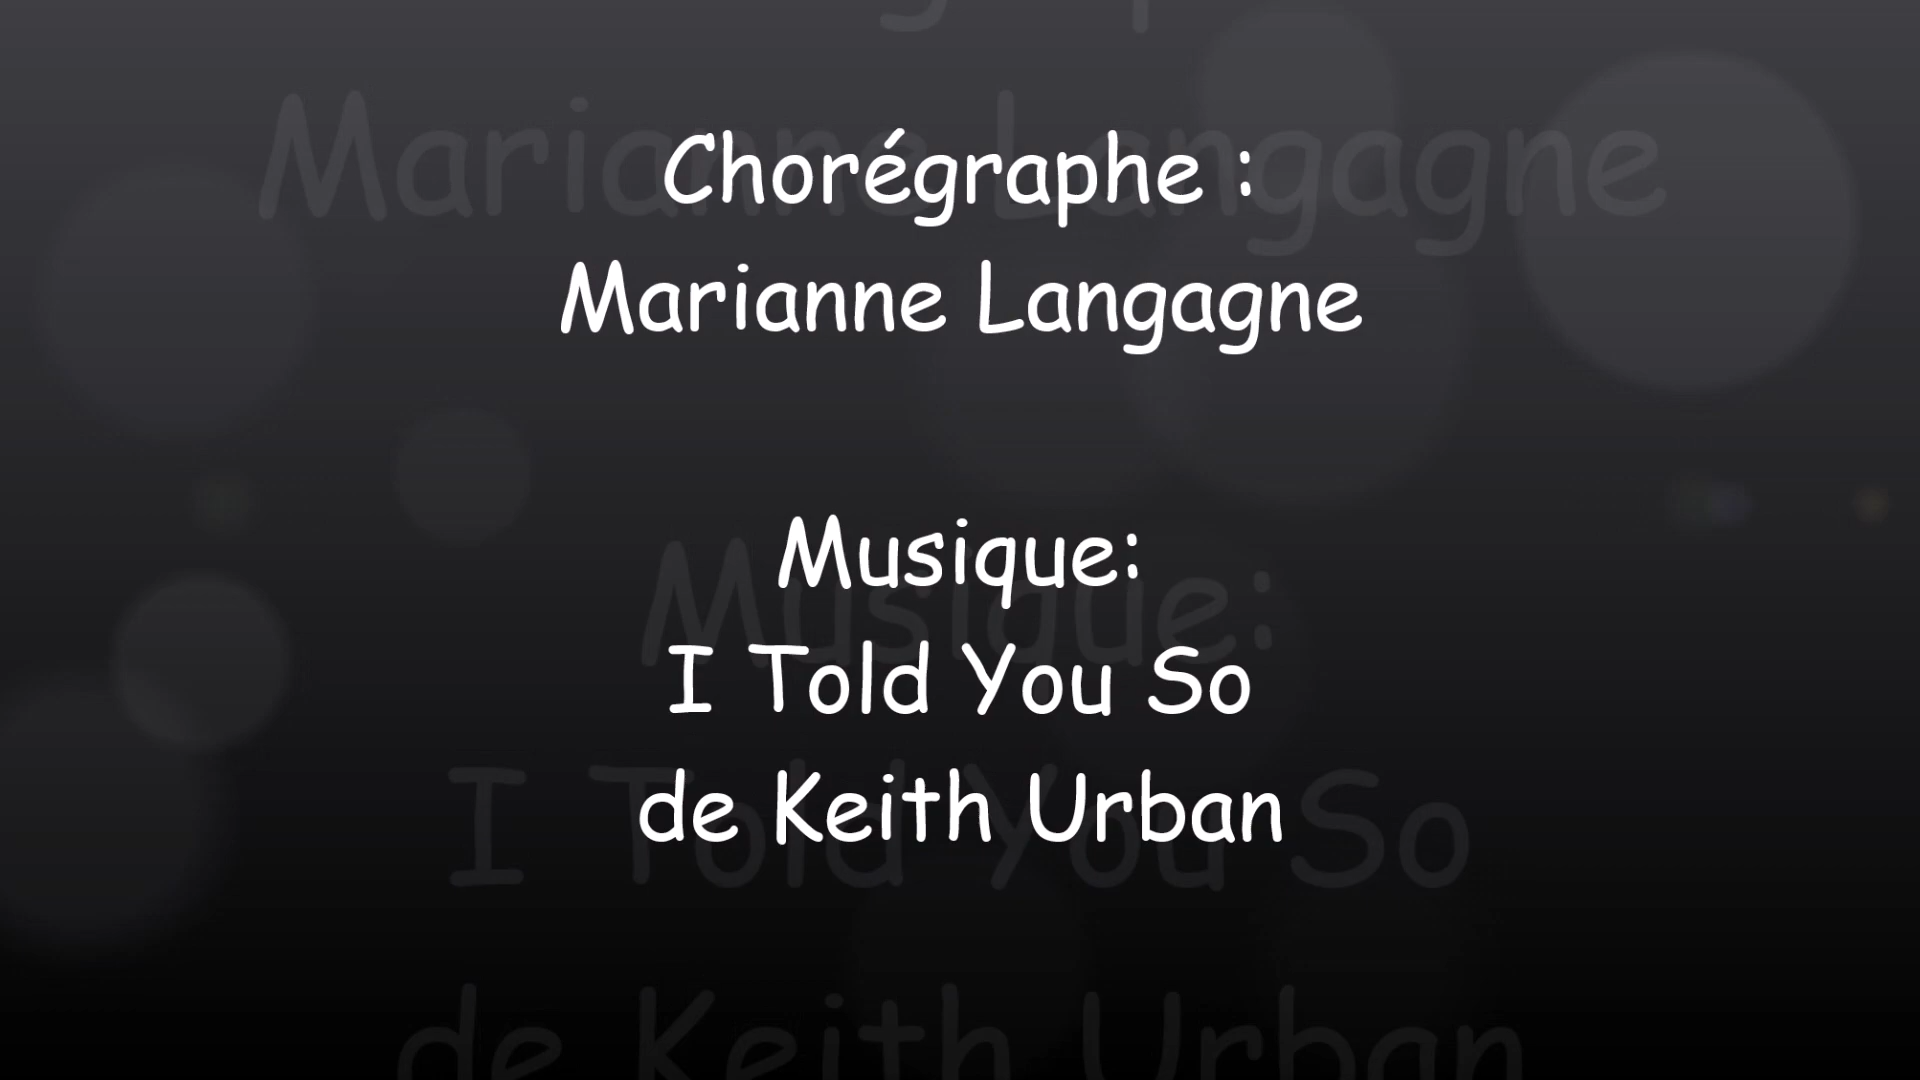 Chorégraphe :
Marianne Langagne
Musique:
I Told You So
de Keith Urban